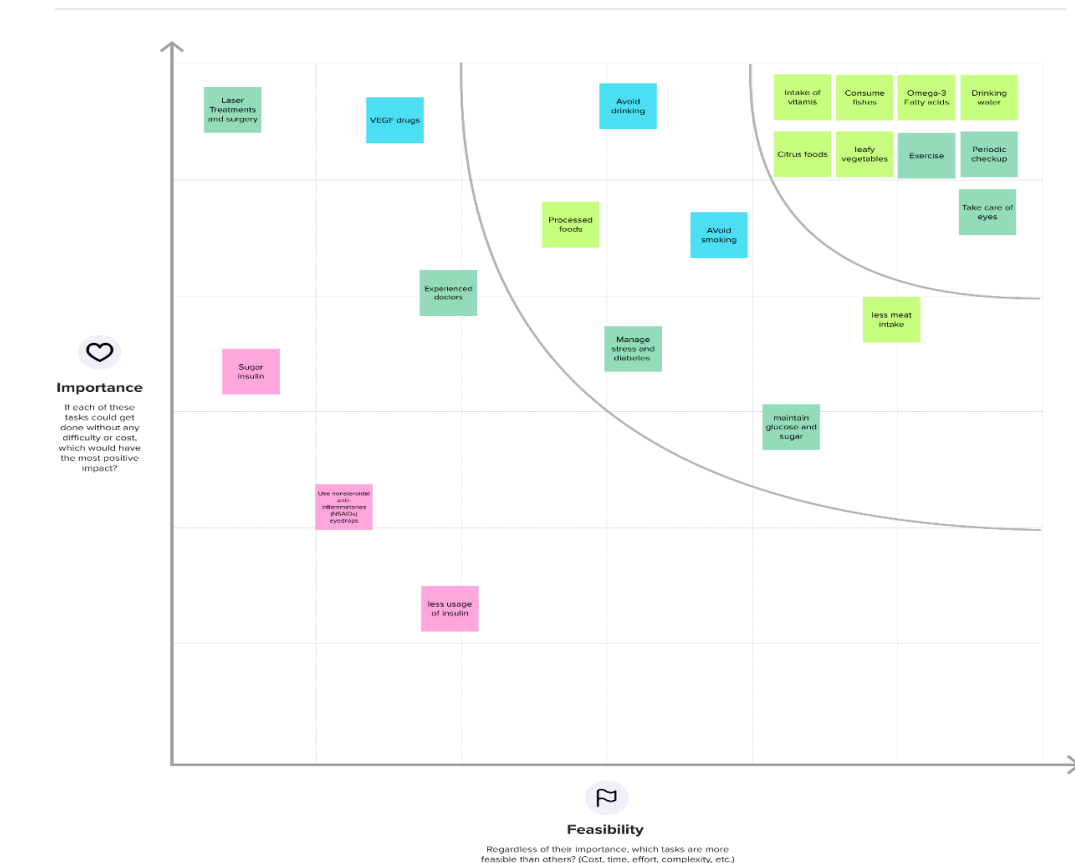 Laser
Treatments
and surgery
VEGF drugs
Avoid
drinking
Intake of
vitamis
Consume
fishes
Omega-3
Fatty acids
Drinking
water
Citrus foods
leafy
vegetables
Exercise
Periodic
checkup
Processed
foods
AVoid
smoking
Take care of
eyes
Experienced
doctors
less meat
intake
Manage
stress and
diabetes
Sugar
insulin
maintain
glucose and
sugar
Use nonsteroidel
anti-
inflammatories
(NSAIDs)
eyedrops
less usage
of insulin
Importance
If each of these
tasks could get
done without any
difficulty or cost,
which would have
the most positive
impact?
Feasibility
Regardless of their importance, which tasks are more
feasible than others? (Cost, time, effort, complexity, etc.)